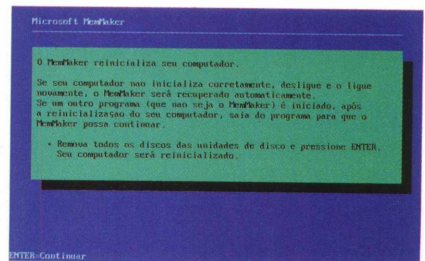 Microsoft MemMaker
O MemMaker reinicializa seu computador.
Se seu computador nao inicializa corretamente, desligue e o ligue
novamente, o MemMaker será recuperado automaticamente.
Se um outro programa (que nao seja o MemMaker) é iniciado, após
a reinicializaçao do seu computador, saia do programa para que o
MemMaker possa continuar.
• Remova todos os discos das unidades de disco e pressione ENTER.
Seu computador será reinicializado.
ENTER=Continuar